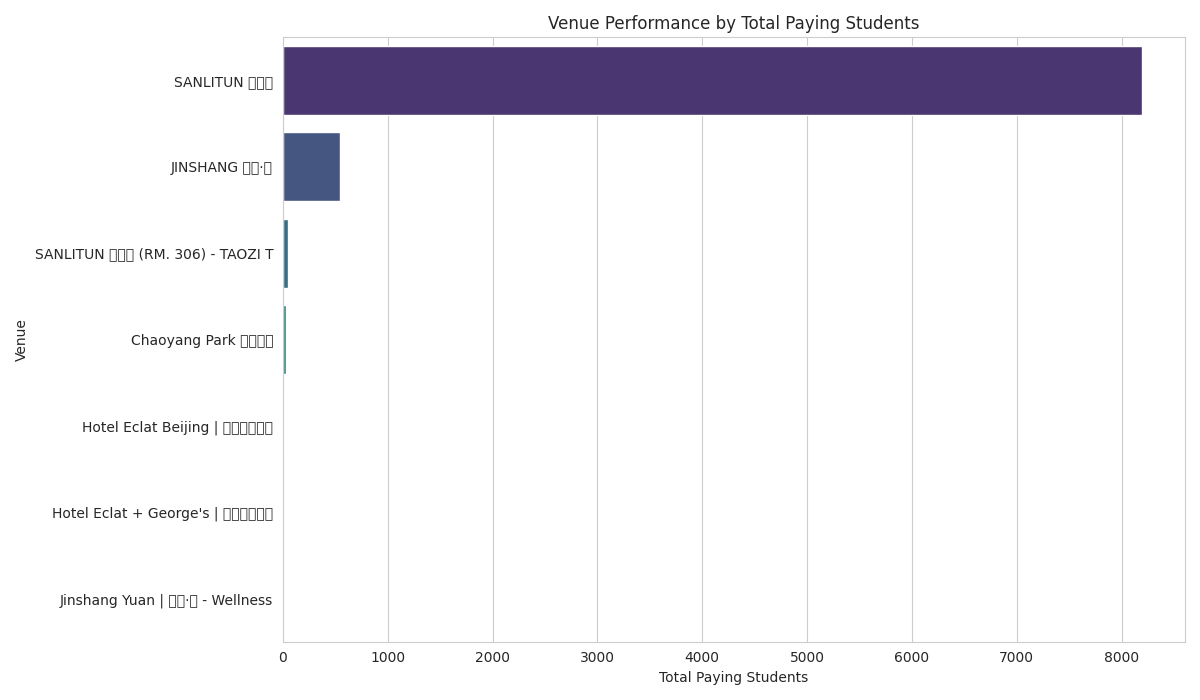 Venue Performance by Total Paying Students
SANLITUN
JINSHANG ·
SANLITUN (RM. 306) - TAOZI T
Chaoyang Park
Hotel Eclat Beijing |
Hotel Eclat + George's |
Jinshang Yuan | · - Wellness
Venue
0 1000 2000 3000 4000 5000 6000 7000 8000
Total Paying Students